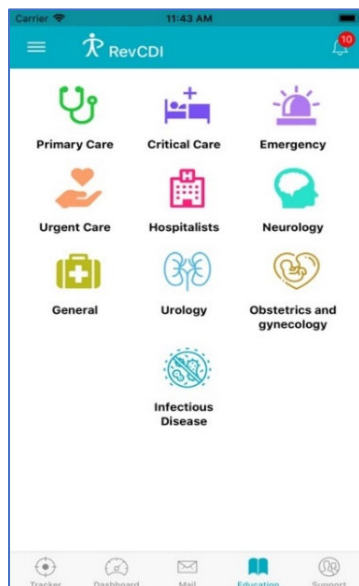 Carrier 11:43 AM
RevCDI 10
Primary Care Critical Care Emergency
Urgent Care Hospitalists Neurology
General Urology Obstetrics and
gynecology
Infectious
Disease
Tracker Dashboard Mail Education Support